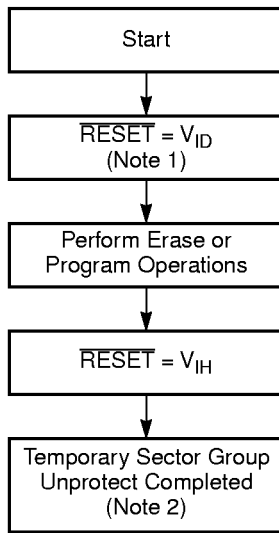 Start
RESET = VID
(Note 1)
Perform Erase or
Program Operations
RESET = VIH
Temporary Sector Group
Unprotect Completed
(Note 2)